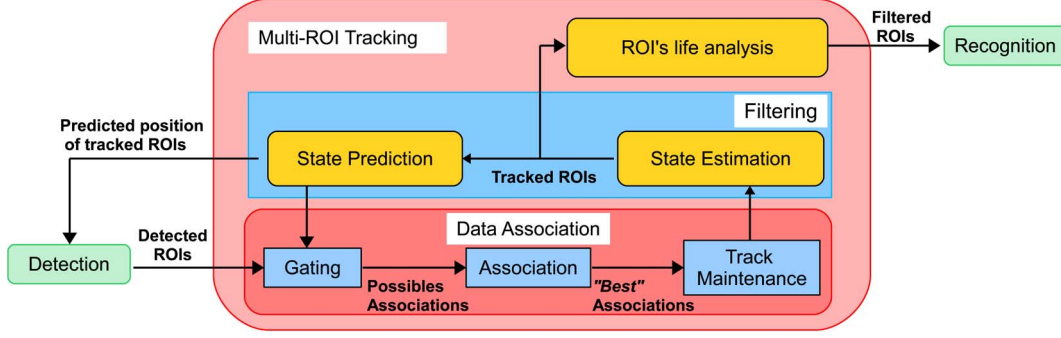 Multi-ROI Tracking
ROI's life analysis
Filtered
ROIs
Recognition
Filtering
Predicted position
of tracked ROIs
State Prediction
Tracked ROIs
State Estimation
Data Association
Detection
Detected
ROIs
Gating
Possibles
Associations
Association
"Best"
Associations
Track
Maintenance